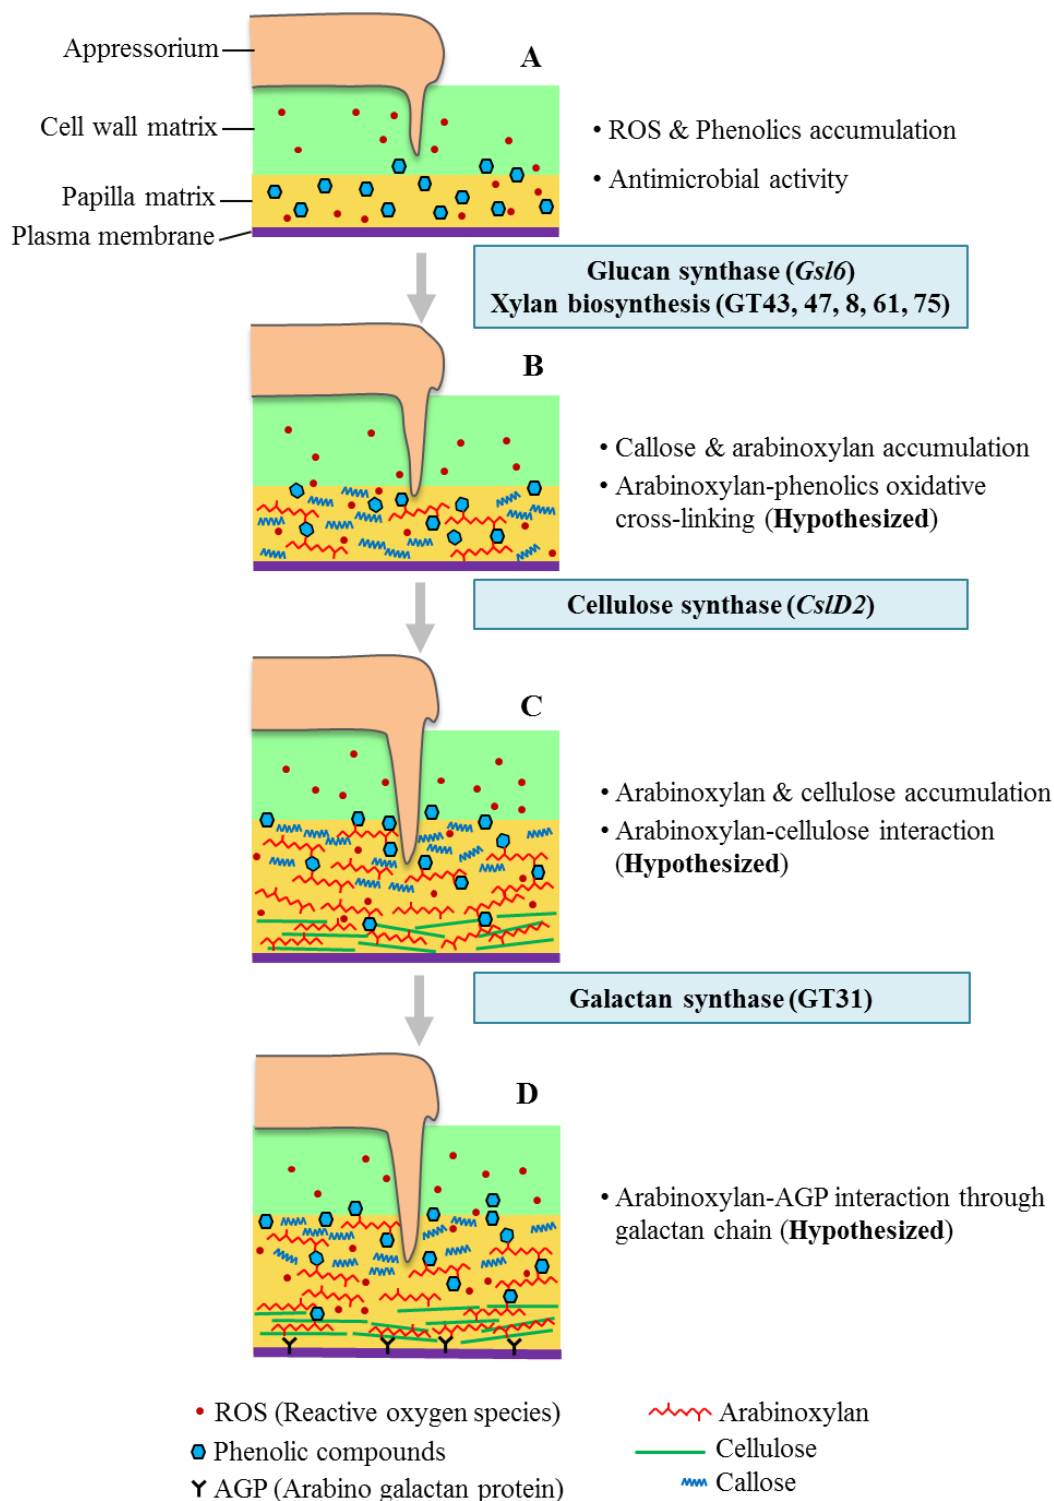 Appressorium
A
Cell wall matrix
• ROS & Phenolics accumulation
Papilla matrix
• Antimicrobial activity
Plasma membrane
Glucan synthase (Gsl6)
Xylan biosynthesis (GT43, 47, 8, 61, 75)
B
• Callose & arabinoxylan accumulation
• Arabinoxylan-phenolics oxidative
cross-linking (Hypothesized)
Cellulose synthase (CslD2)
C
• Arabinoxylan & cellulose accumulation
• Arabinoxylan-cellulose interaction
(Hypothesized)
Galactan synthase (GT31)
D
• Arabinoxylan-AGP interaction through
galactan chain (Hypothesized)
ROS (Reactive oxygen species)
Phenolic compounds
AGP (Arabino galactan protein)
Arabinoxylan
Cellulose
Callose